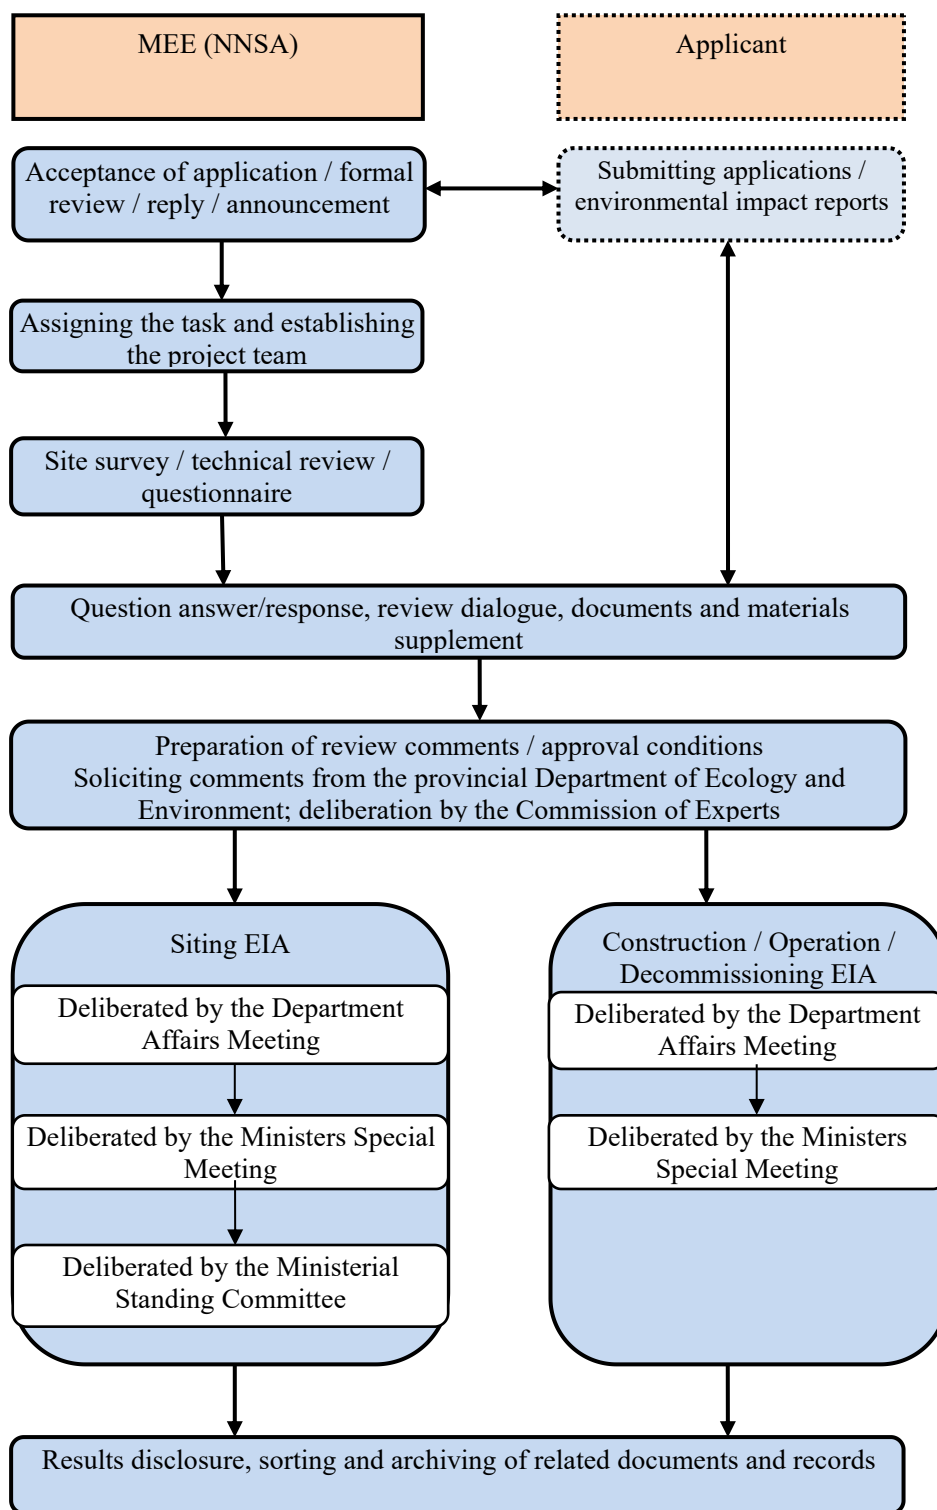 MEE (NNSA)
Applicant
Acceptance of application / formal
review / reply / announcement
Submitting applications /
environmental impact reports
Assigning the task and establishing
the project team
Site survey / technical review /
questionnaire
Question answer/response, review dialogue, documents and materials
supplement
Preparation of review comments / approval conditions
Soliciting comments from the provincial Department of Ecology and
Environment; deliberation by the Commission of Experts
Siting EIA
Deliberated by the Department
Affairs Meeting
Deliberated by the Ministers Special
Meeting
Deliberated by the Ministerial
Standing Committee
Construction / Operation /
Decommissioning EIA
Deliberated by the Department
Affairs Meeting
Deliberated by the Ministers
Special Meeting
Results disclosure, sorting and archiving of related documents and records